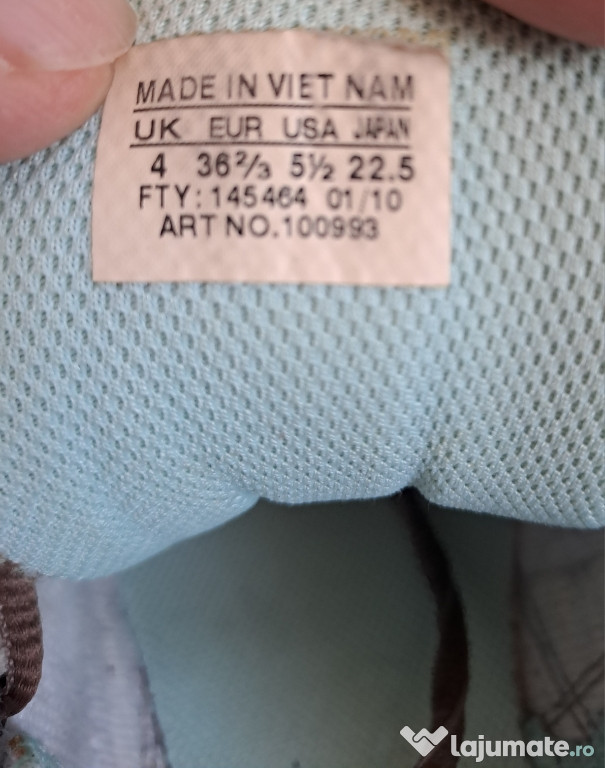 MADE IN VIET NAM
UK EUR USA JAPAN
4 36⅔ 5½ 22.5
FTY: 145464 01/10
ART NO.100993
lajumate.ro